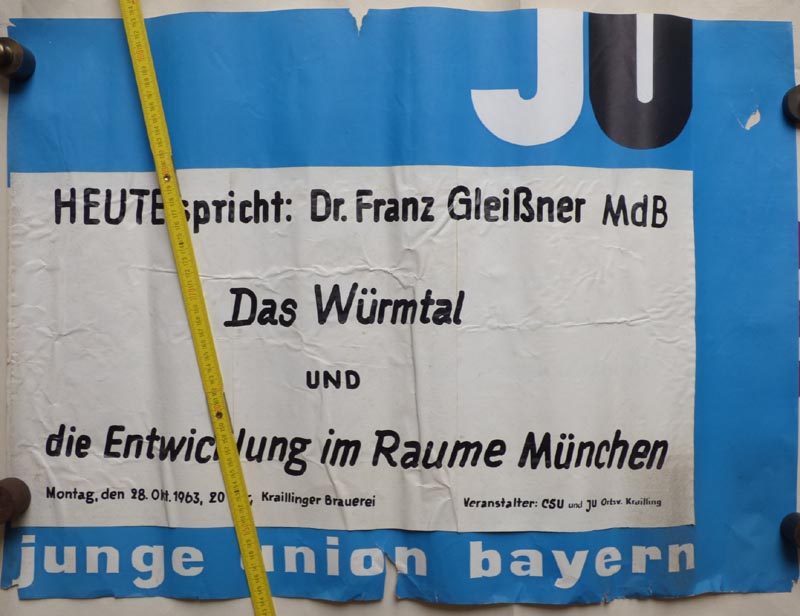 JU
HEUTE spricht: Dr. Franz Gleißner MdB
Das Würmtal
UND
die Entwicklung im Raume München
Montag, den 28. Okt. 1963, 20 Uhr, Kraillinger Brauerei
Veranstalter: CSU und JU Ortsv. Krailling
junge union bayern